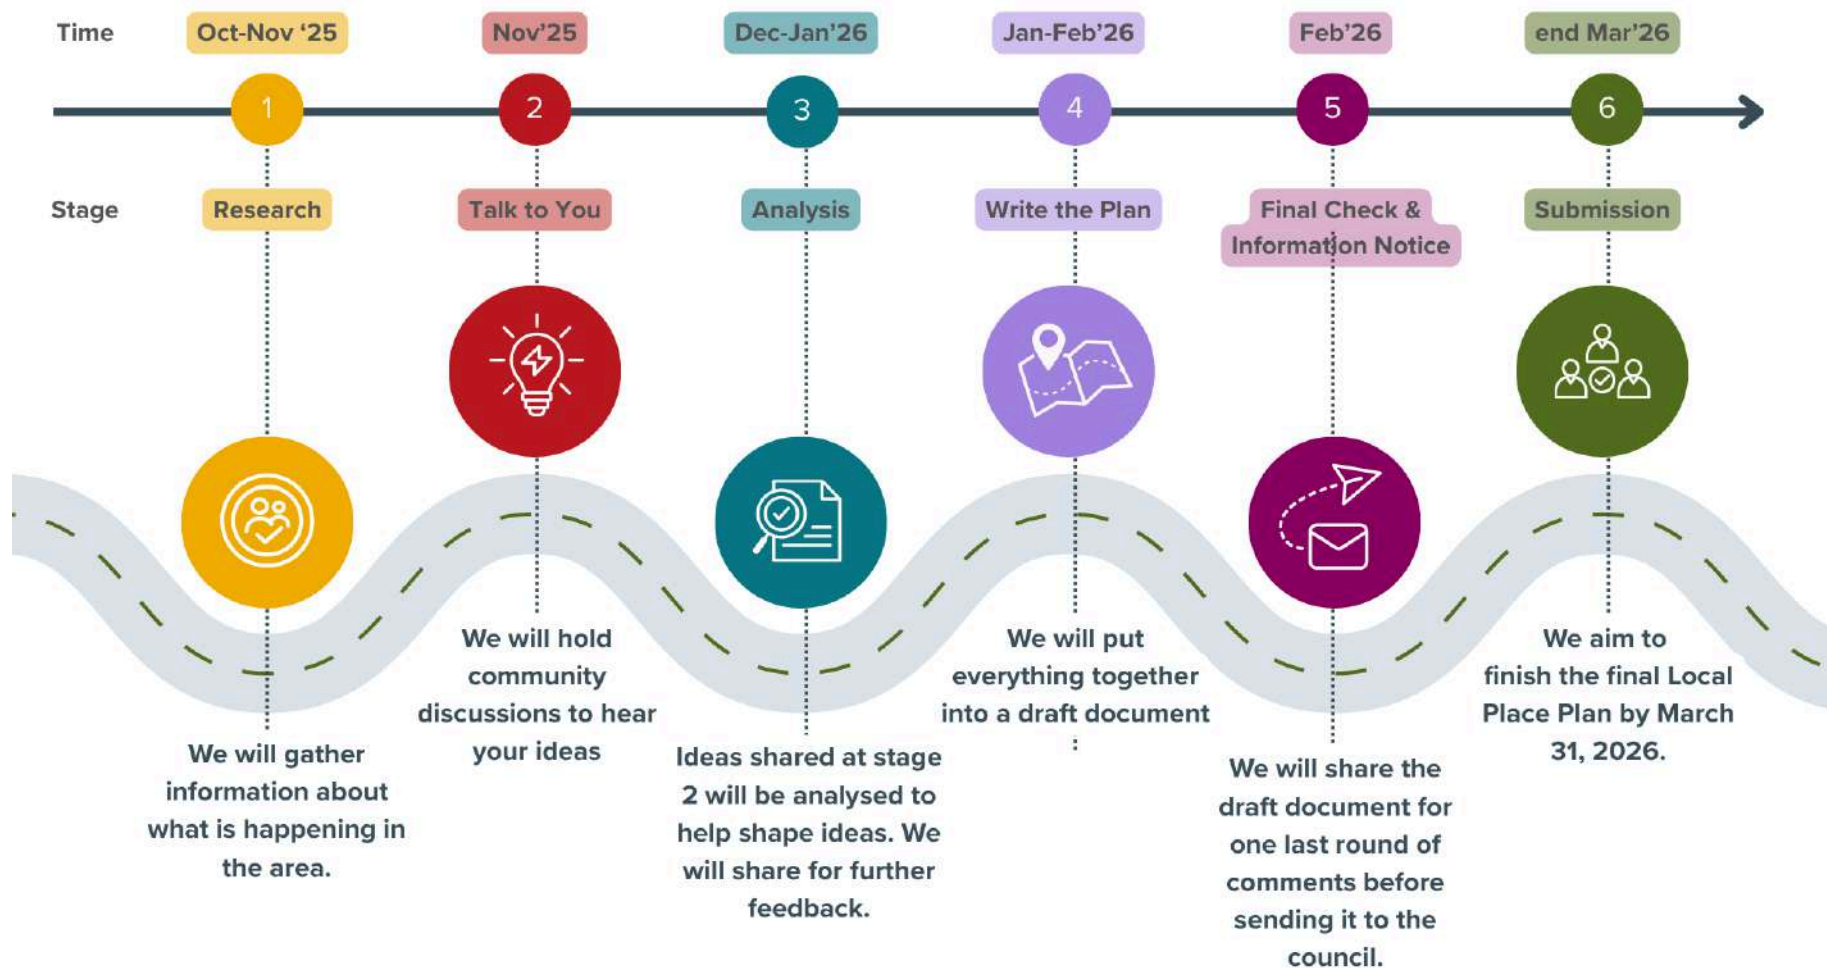 Time
Oct-Nov ‘25
Nov’25
Dec-Jan’26
Jan-Feb’26
Feb’26
end Mar’26
1
2
3
4
5
6
Stage
Research
Talk to You
Analysis
Write the Plan
Final Check &
Information Notice
Submission
We will gather
information about
what is happening in
the area.
We will hold
community
discussions to hear
your ideas
Ideas shared at stage
2 will be analysed to
help shape ideas. We
will share for further
feedback.
We will put
everything together
into a draft document
We will share the
draft document for
one last round of
comments before
sending it to the
council.
We aim to
finish the final Local
Place Plan by March
31, 2026.